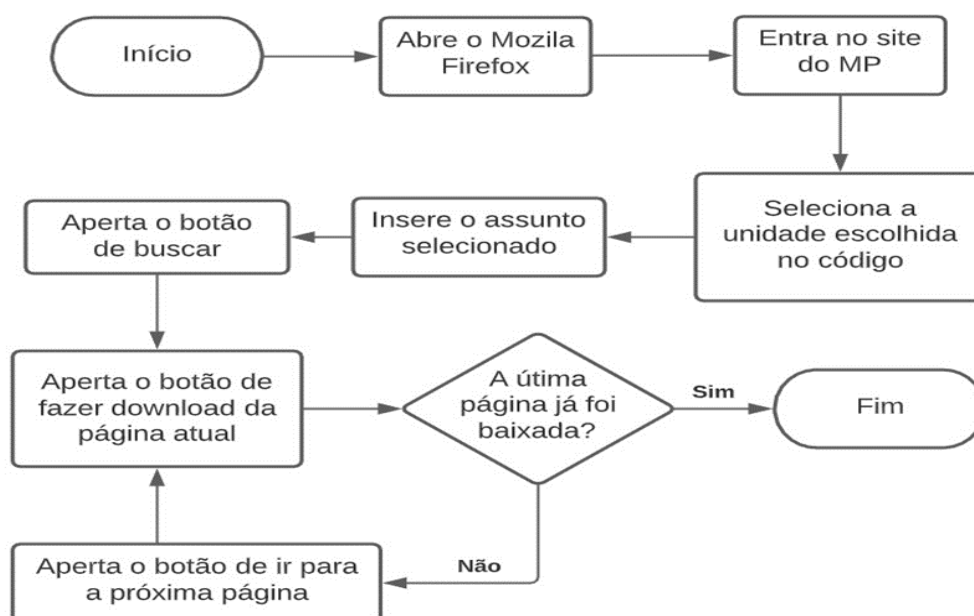 Início
Abre o Mozila
Firefox
Entra no site
do MP
Seleciona a
unidade escolhida
no código
Insere o assunto
selecionado
Aperta o botão
de buscar
Aperta o botão de
fazer download da
página atual
A útima
página já foi
baixada?
Sim
Fim
Não
Aperta o botão de ir para
a próxima página